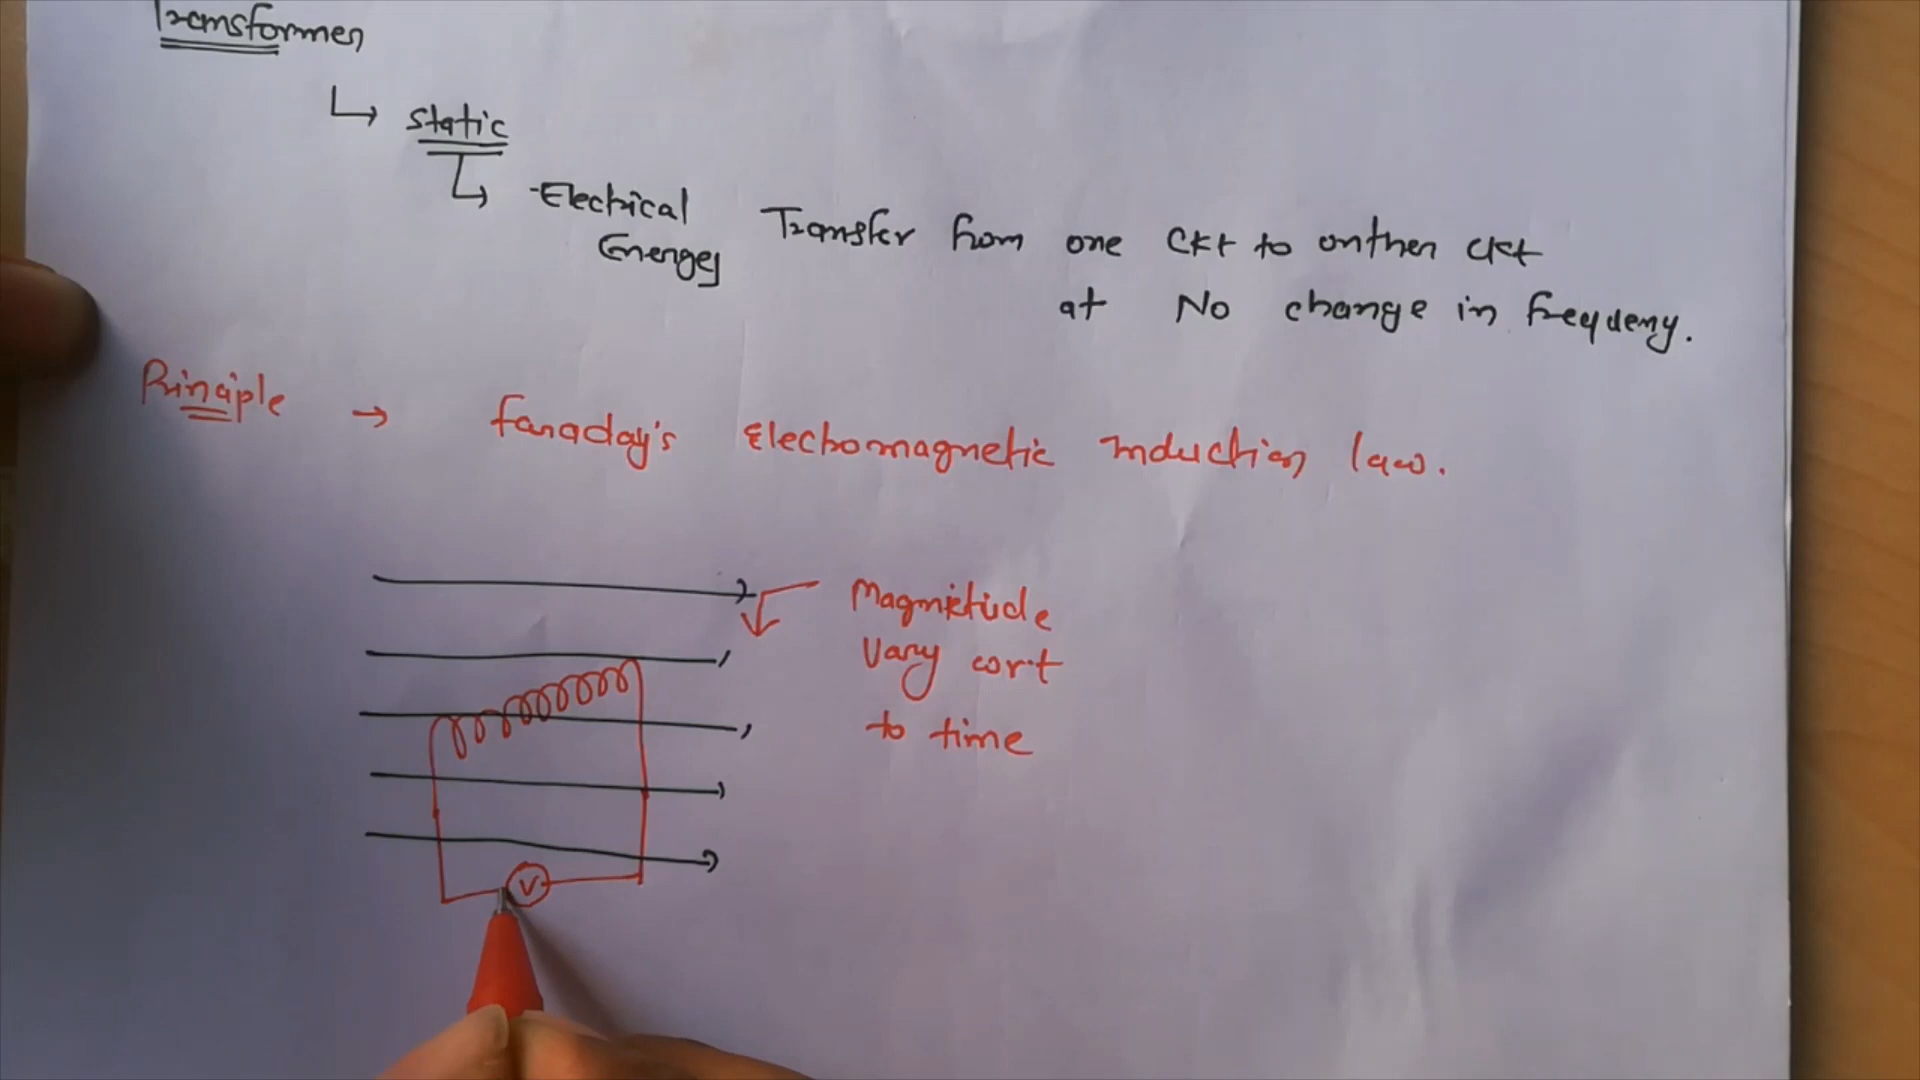 Transformer
↳ static
↳ Electrical Energy Transfer from one ckt to onther ckt
at No change in frequency.
Principle → faraday's Electromagnetic induction law.
Magnitude
Vary w.r.t
to time
V